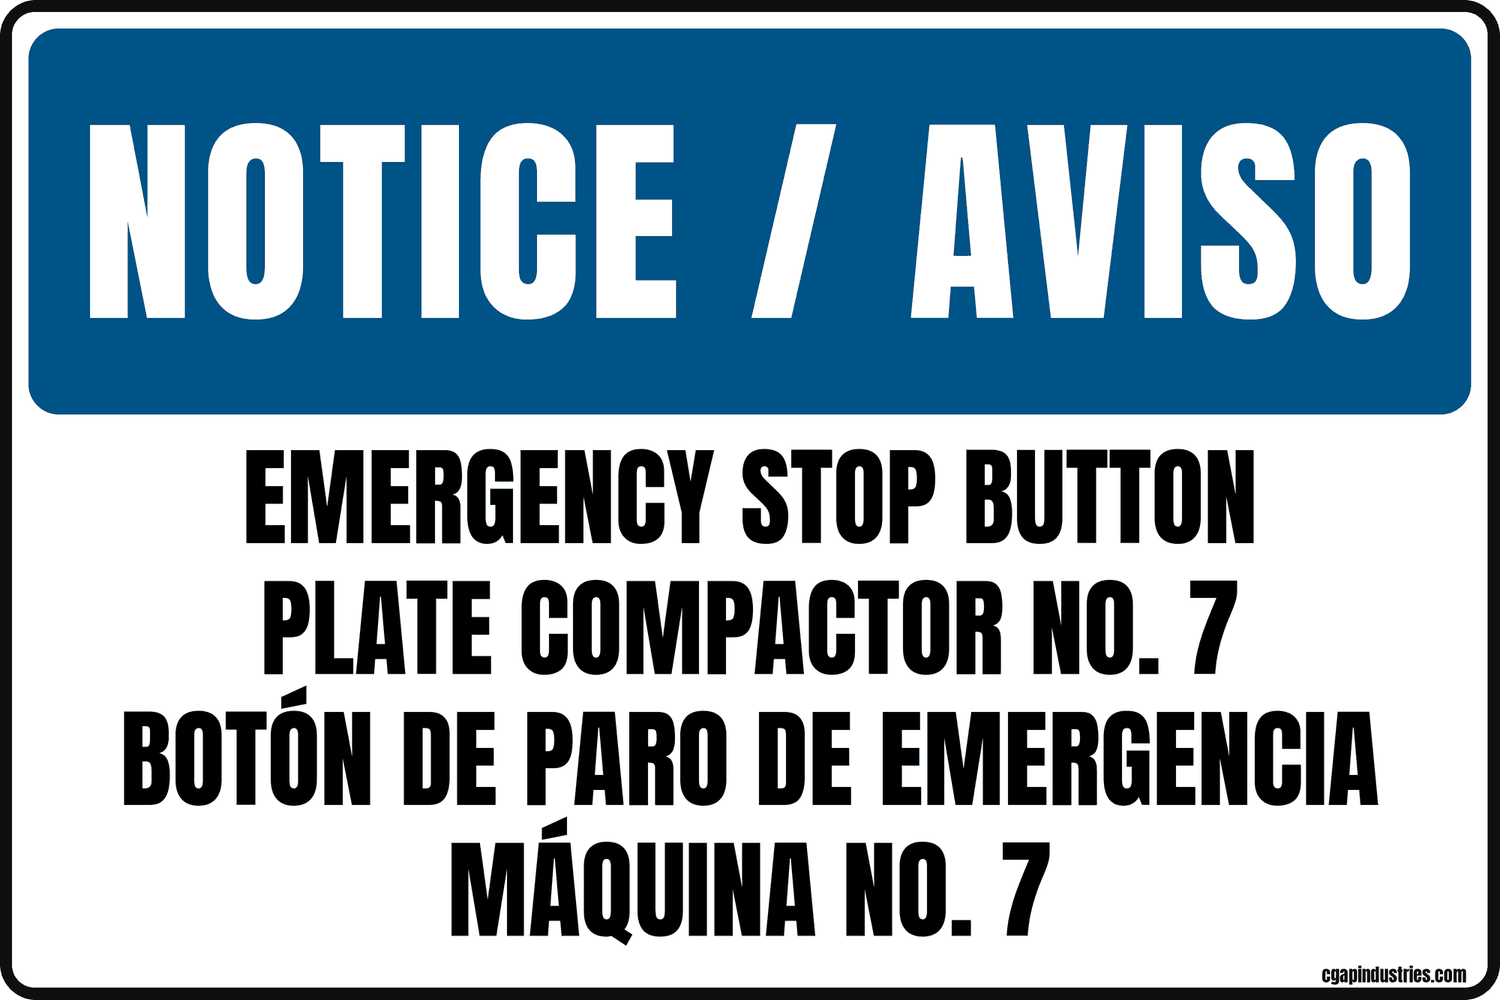 NOTICE / AVISO
EMERGENCY STOP BUTTON
PLATE COMPACTOR NO. 7
BOTÓN DE PARO DE EMERGENCIA
MÁQUINA NO. 7
cgapindustries.com